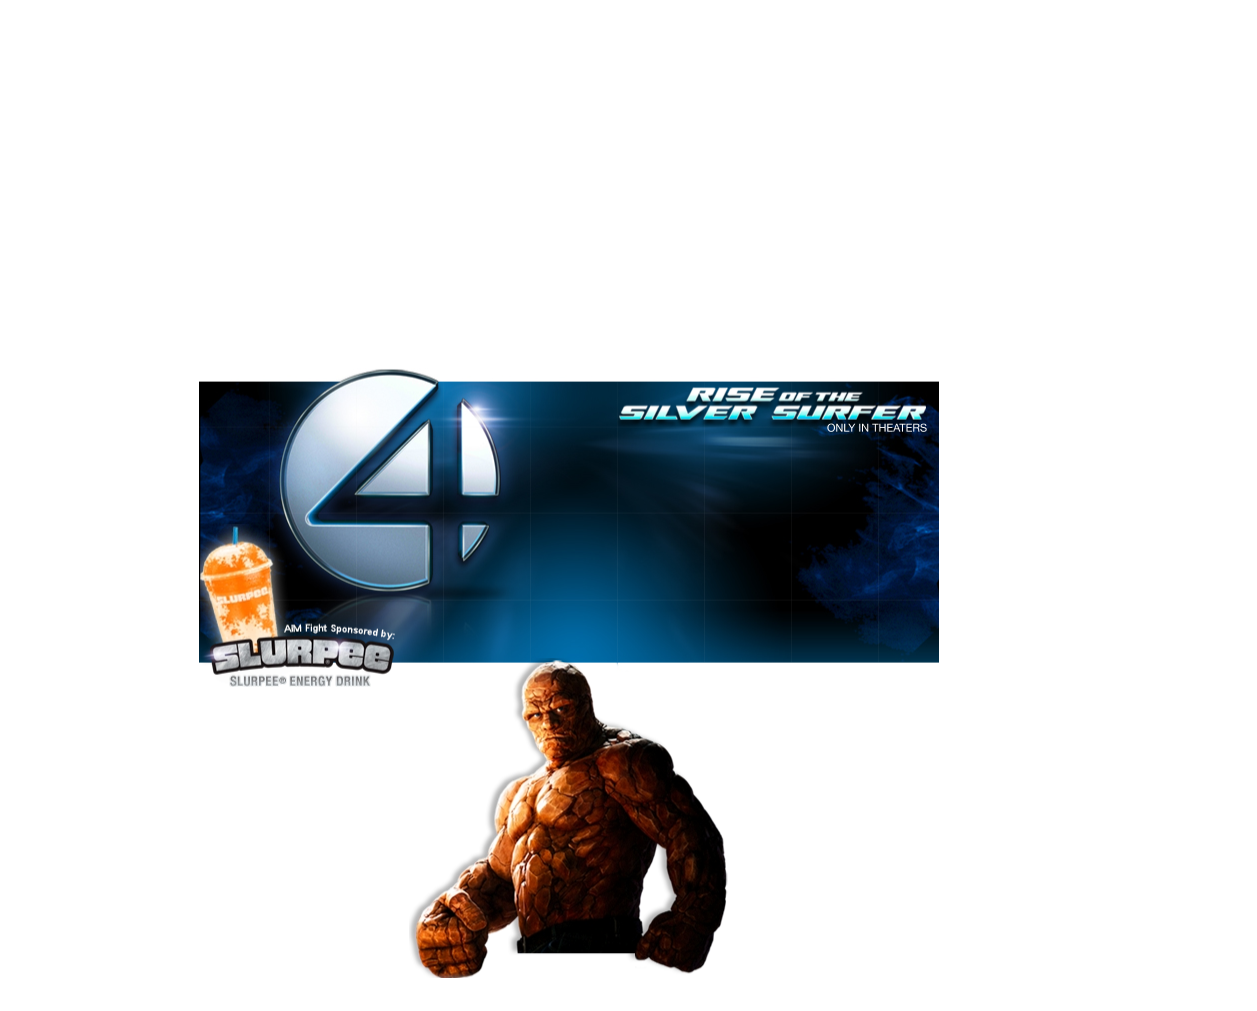 RISE OF THE
SILVER SURFER
ONLY IN THEATERS
4
SLURPEE
AIM Fight Sponsored by:
SLURPEE
SLURPEE® ENERGY DRINK